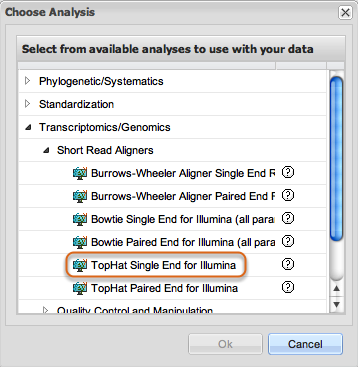 Choose Analysis
Select from available analyses to use with your data
Phylogenetic/Systematics
Standardization
Transcriptomics/Genomics
Short Read Aligners
Burrows-Wheeler Aligner Single End R
Burrows-Wheeler Aligner Paired End R
Bowtie Single End for Illumina (all para
Bowtie Paired End for Illumina (all para
TopHat Single End for Illumina
TopHat Paired End for Illumina
Quality Control and Manipulation
Ok Cancel